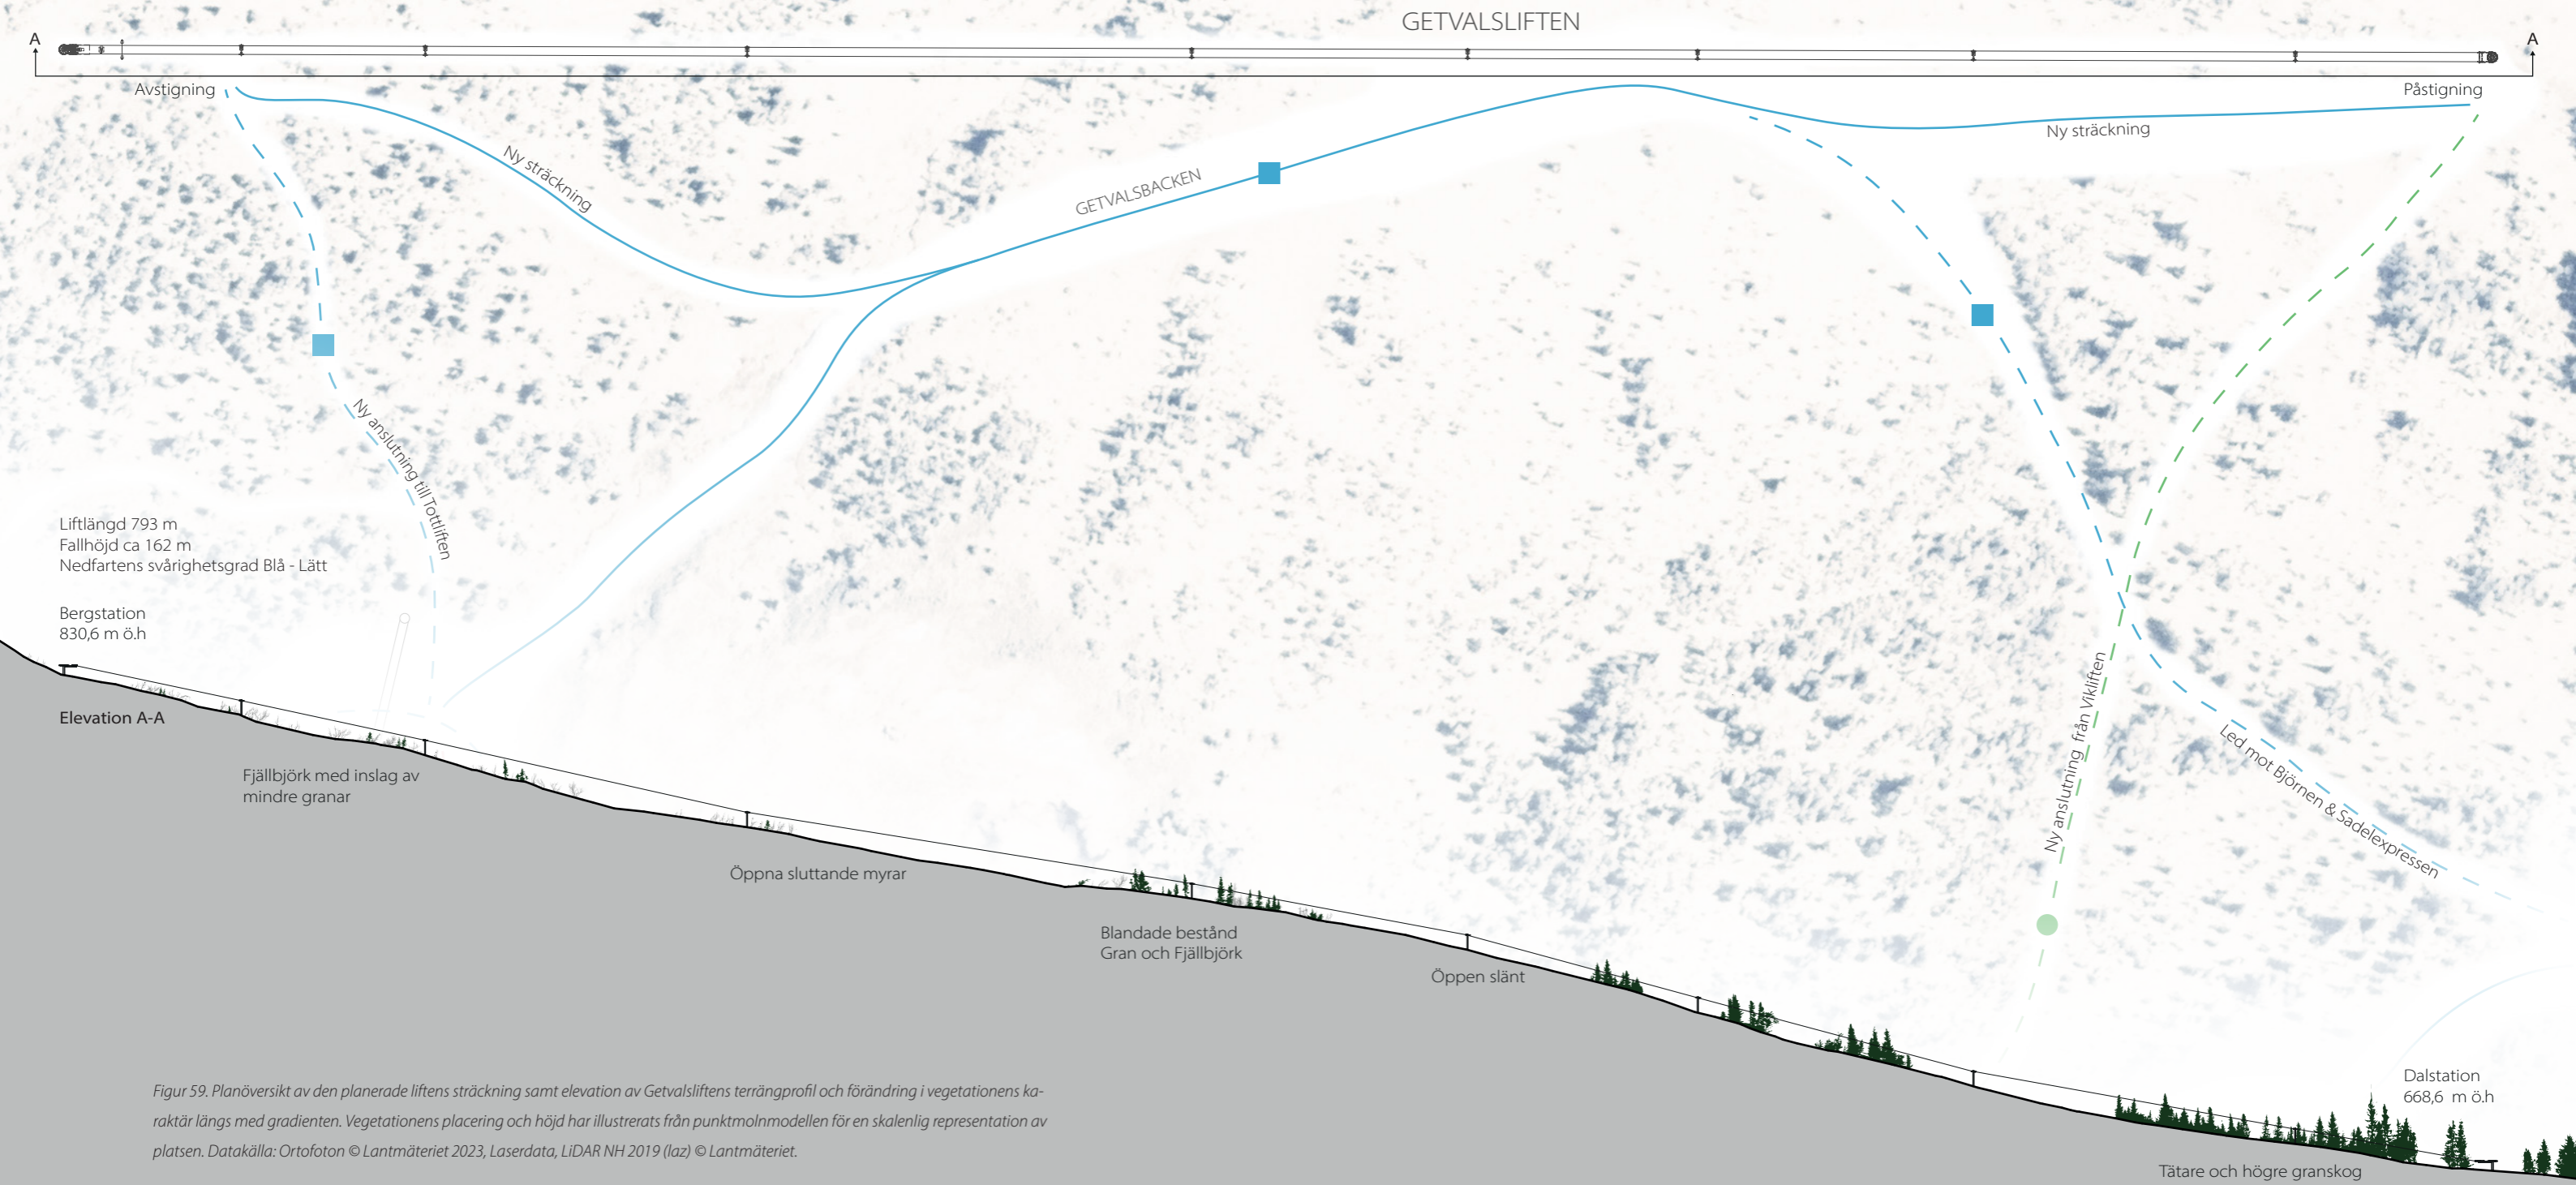 GETVALSLIFTEN
A
A
Avstigning
Påstigning
Ny sträckning
Ny sträckning
GETVALSBACKEN
Ny anslutning till Tottliften
Liftlängd 793 m
Fallhöjd ca 162 m
Nedfartens svårighetsgrad Blå - Lätt
Bergstation
830,6 m ö.h
Elevation A-A
Ny anslutning från Vikliften
Led mot Björnen & Sadelexpressen
Fjällbjörk med inslag av
mindre granar
Öppna sluttande myrar
Blandade bestånd
Gran och Fjällbjörk
Öppen slänt
Dalstation
668,6 m ö.h
Tätare och högre granskog
Figur 59. Planöversikt av den planerade liftens sträckning samt elevation av Getvalsliftens terrängprofil och förändring i vegetationens ka-
raktär längs med gradienten. Vegetationens placering och höjd har illustrerats från punktmolnmodellen för en skalenlig representation av
platsen. Datakälla: Ortofoton © Lantmäteriet 2023, Laserdata, LiDAR NH 2019 (laz) © Lantmäteriet.